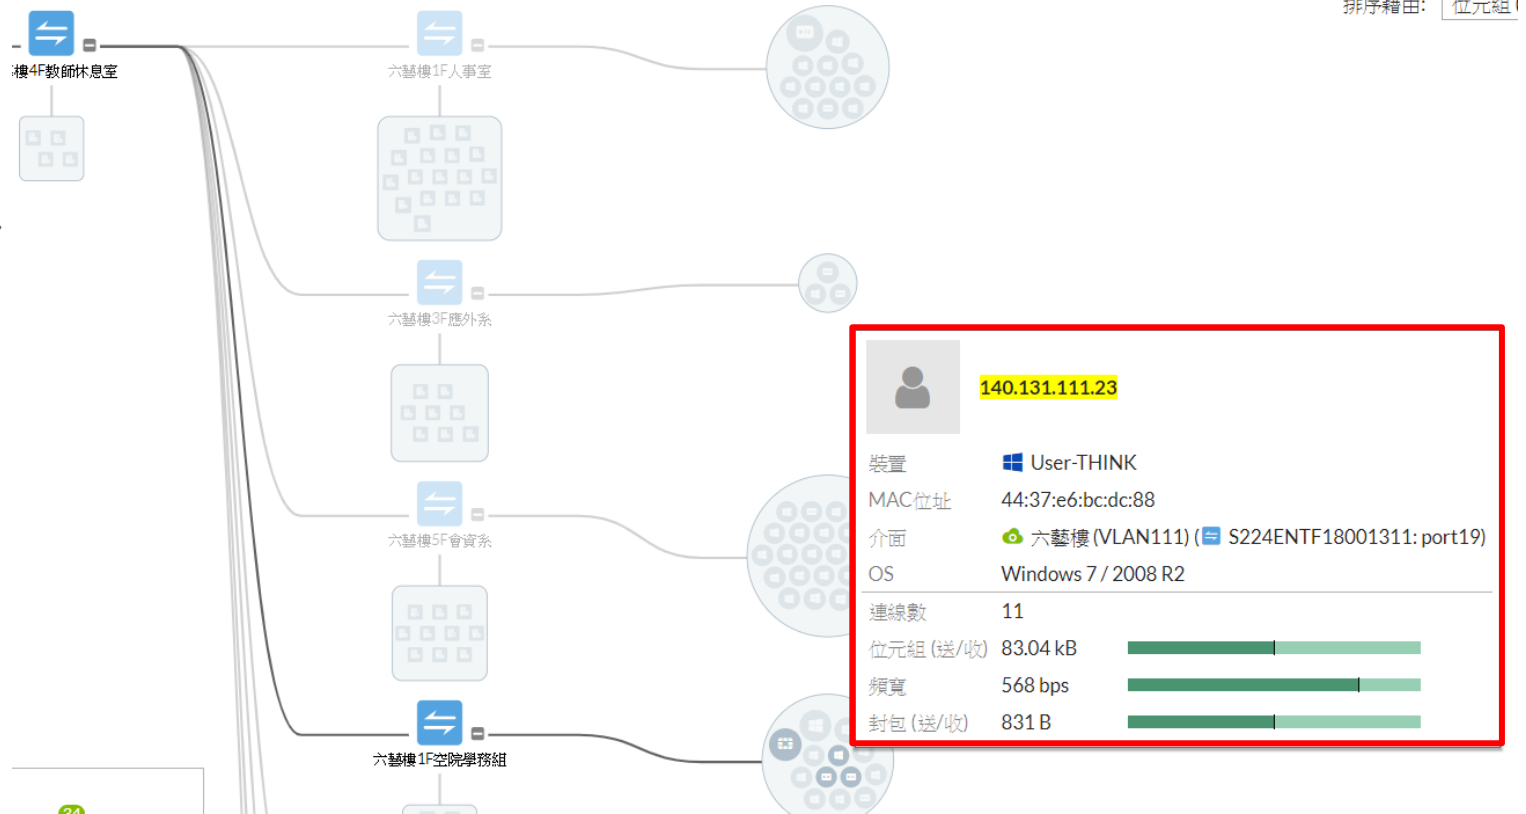 排序藉由:
位元組
樓4F教師休息室
六藝樓1F人事室
六藝樓3F應外系
140.131.111.23
裝置 User-THINK
MAC位址 44:37:e6:bc:dc:88
介面 六藝樓 (VLAN111) ( S224ENTF18001311: port19)
六藝樓5F會資系
OS Windows 7 / 2008 R2
連線數 11
位元組 (送/收) 83.04 kB
頻寬 568 bps
封包 (送/收) 831 B
六藝樓1F空院學務組
24